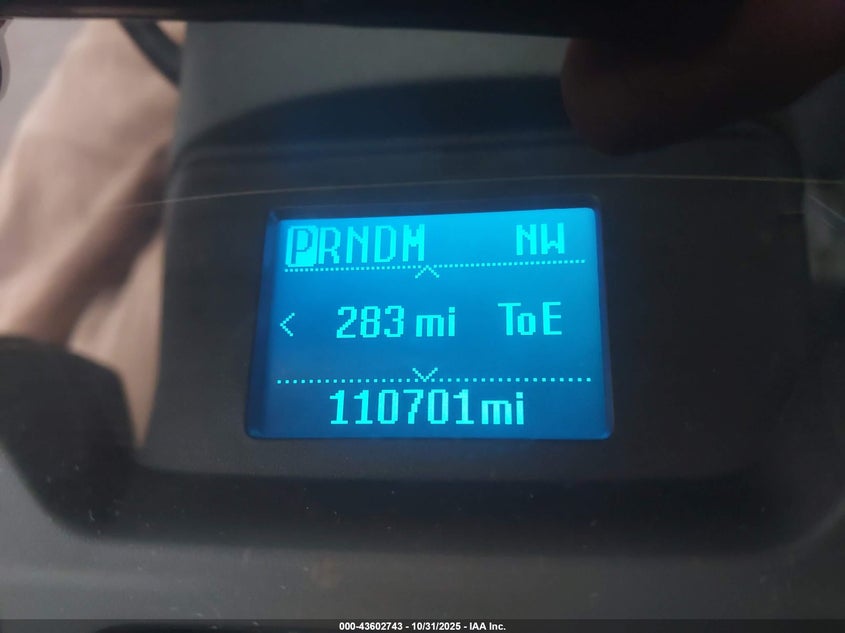 PRNDM NW
< 283 mi ToE
110701mi
000-43602743 - 10/31/2025 - IAA Inc.